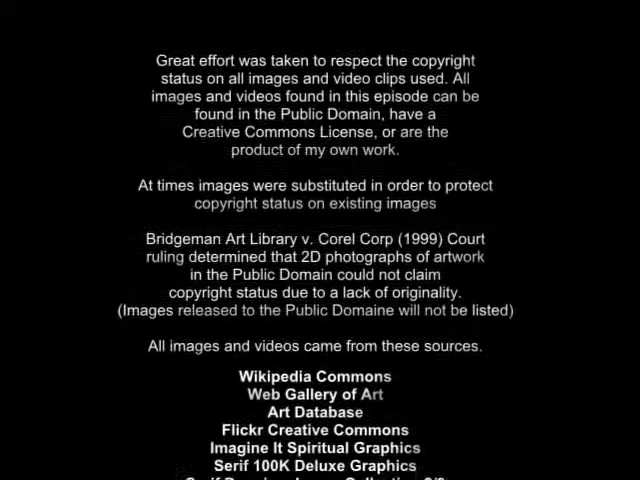 Great effort was taken to respect the copyright
status on all images and video clips used. All
images and videos found in this episode can be
found in the Public Domain, have a
Creative Commons License, or are the
product of my own work.
At times images were substituted in order to protect
copyright status on existing images
Bridgeman Art Library v. Corel Corp (1999) Court
ruling determined that 2D photographs of artwork
in the Public Domain could not claim
copyright status due to a lack of originality.
(Images released to the Public Domaine will not be listed)
All images and videos came from these sources.
Wikipedia Commons
Web Gallery of Art
Art Database
Flickr Creative Commons
Imagine It Spiritual Graphics
Serif 100K Deluxe Graphics